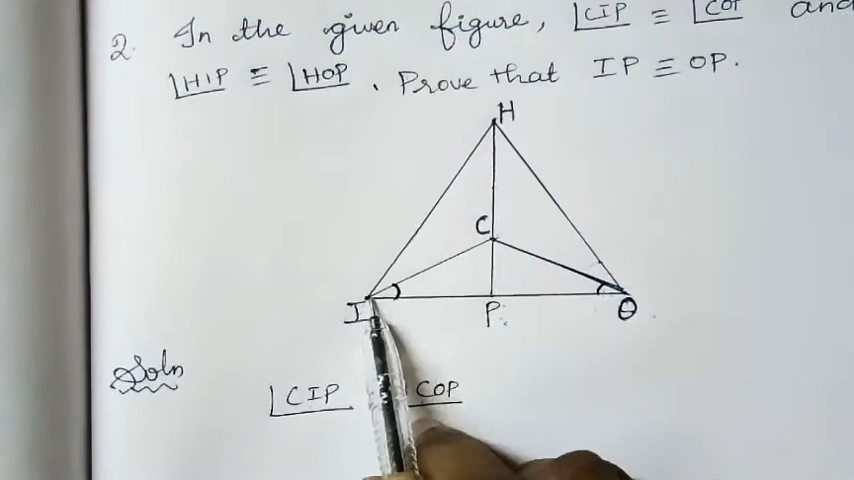 2. In the given figure, ∠CIP ≡ ∠COP and
∠HIP ≡ ∠HOP. Prove that IP ≡ OP.
H
C
I P O
Soln
∠CIP ∠COP